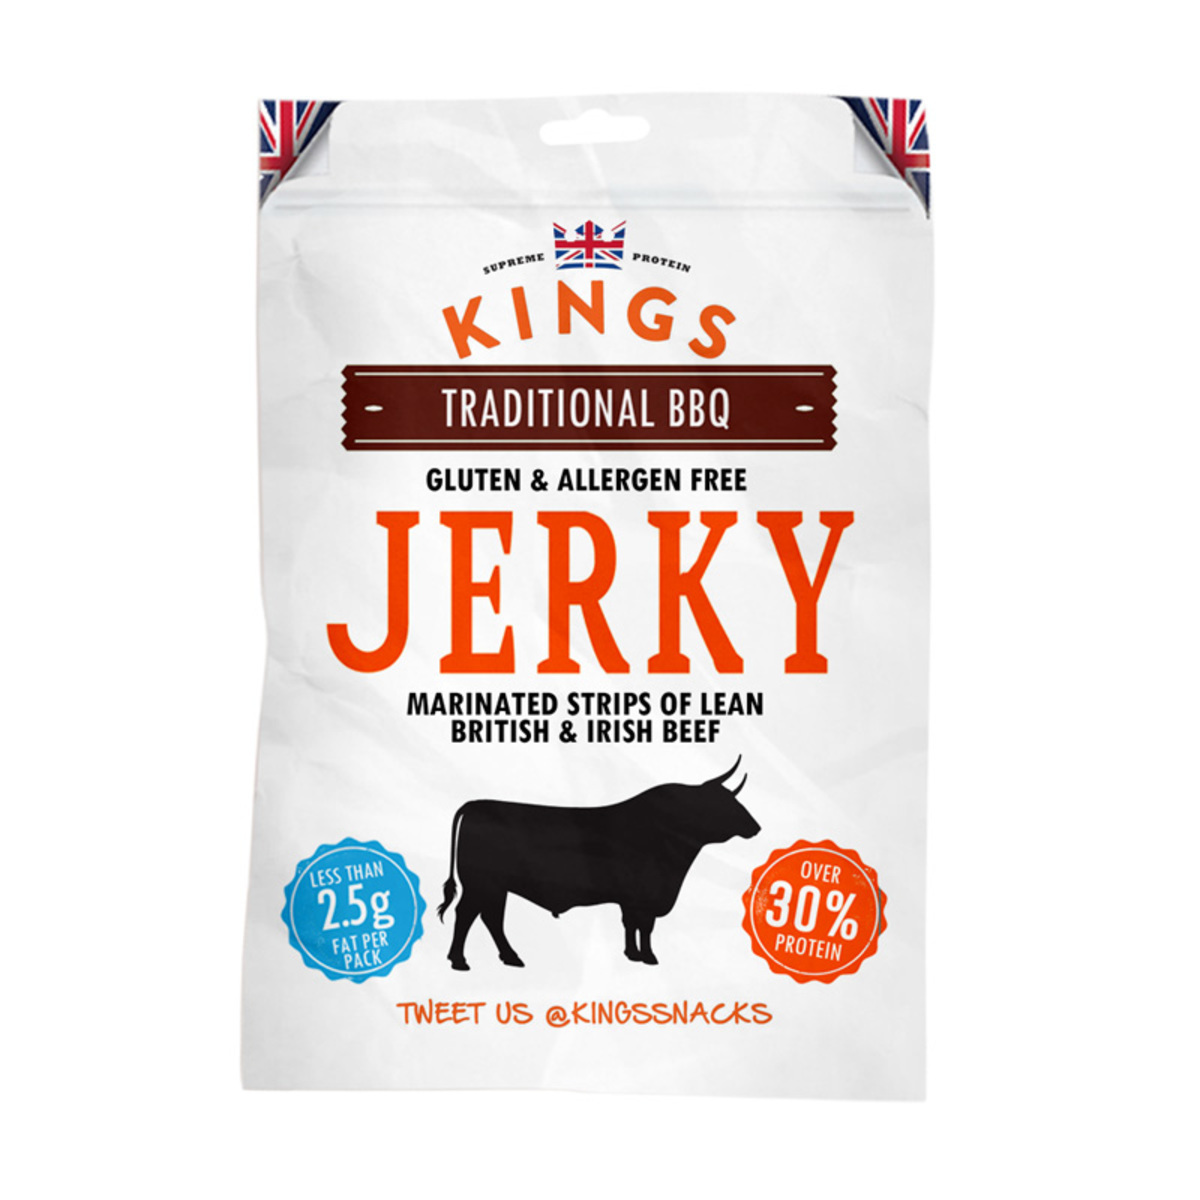 SUPREME PROTEIN
KINGS
TRADITIONAL BBQ
GLUTEN & ALLERGEN FREE
JERKY
MARINATED STRIPS OF LEAN
BRITISH & IRISH BEEF
LESS THAN
2.5g
FAT PER
PACK
OVER
30%
PROTEIN
TWEET US @KINGSSNACKS